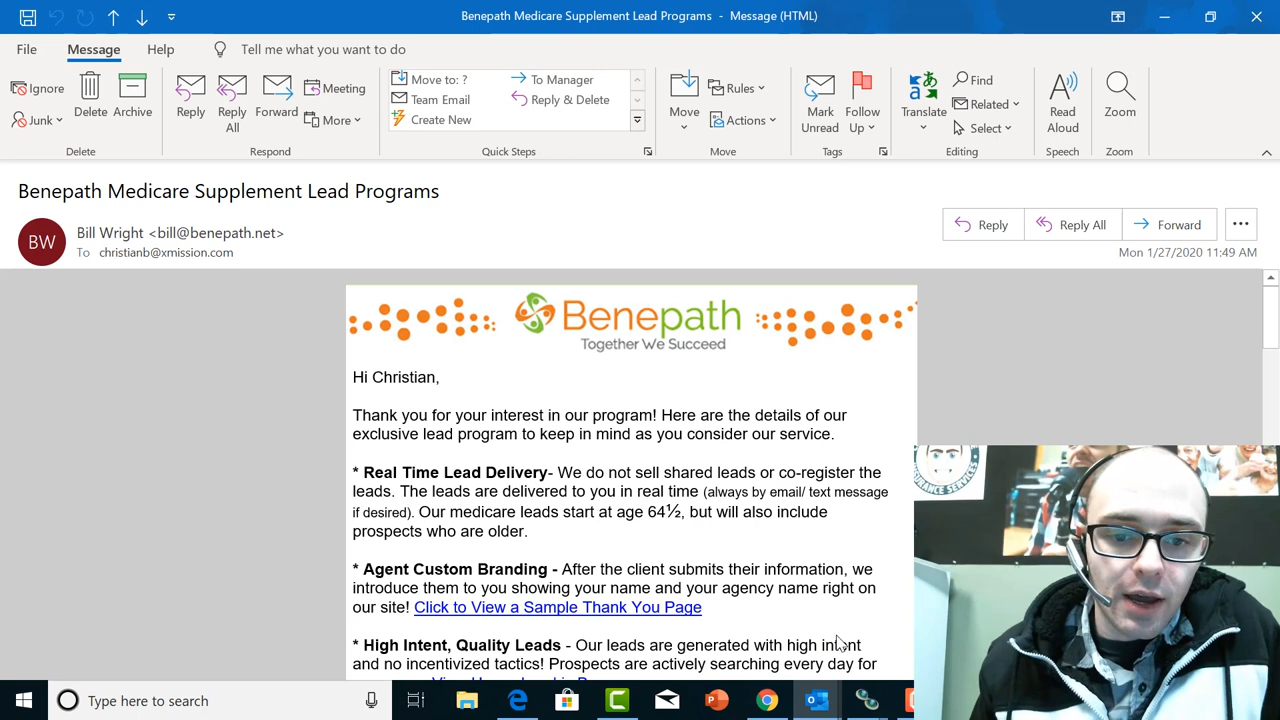 Benepath Medicare Supplement Lead Programs - Message (HTML)
File Message Help Tell me what you want to do
Ignore
Junk
Delete
Archive
Delete
Reply
Reply All
Forward
Meeting
More
Respond
Move to: ?
Team Email
Create New
To Manager
Reply & Delete
Quick Steps
Move
Rules
Actions
Move
Mark Unread
Follow Up
Tags
Translate
Find
Related
Select
Editing
Read Aloud
Speech
Zoom
Zoom
Benepath Medicare Supplement Lead Programs
BW
Bill Wright <bill@benepath.net>
To christianb@xmission.com
Reply Reply All Forward
Mon 1/27/2020 11:49 AM
Benepath
Together We Succeed
Hi Christian,
Thank you for your interest in our program! Here are the details of our
exclusive lead program to keep in mind as you consider our service.
* Real Time Lead Delivery- We do not sell shared leads or co-register the
leads. The leads are delivered to you in real time (always by email/ text message
if desired). Our medicare leads start at age 64½, but will also include
prospects who are older.
* Agent Custom Branding - After the client submits their information, we
introduce them to you showing your name and your agency name right on
our site! Click to View a Sample Thank You Page
* High Intent, Quality Leads - Our leads are generated with high intent
and no incentivized tactics! Prospects are actively searching every day for
Type here to search